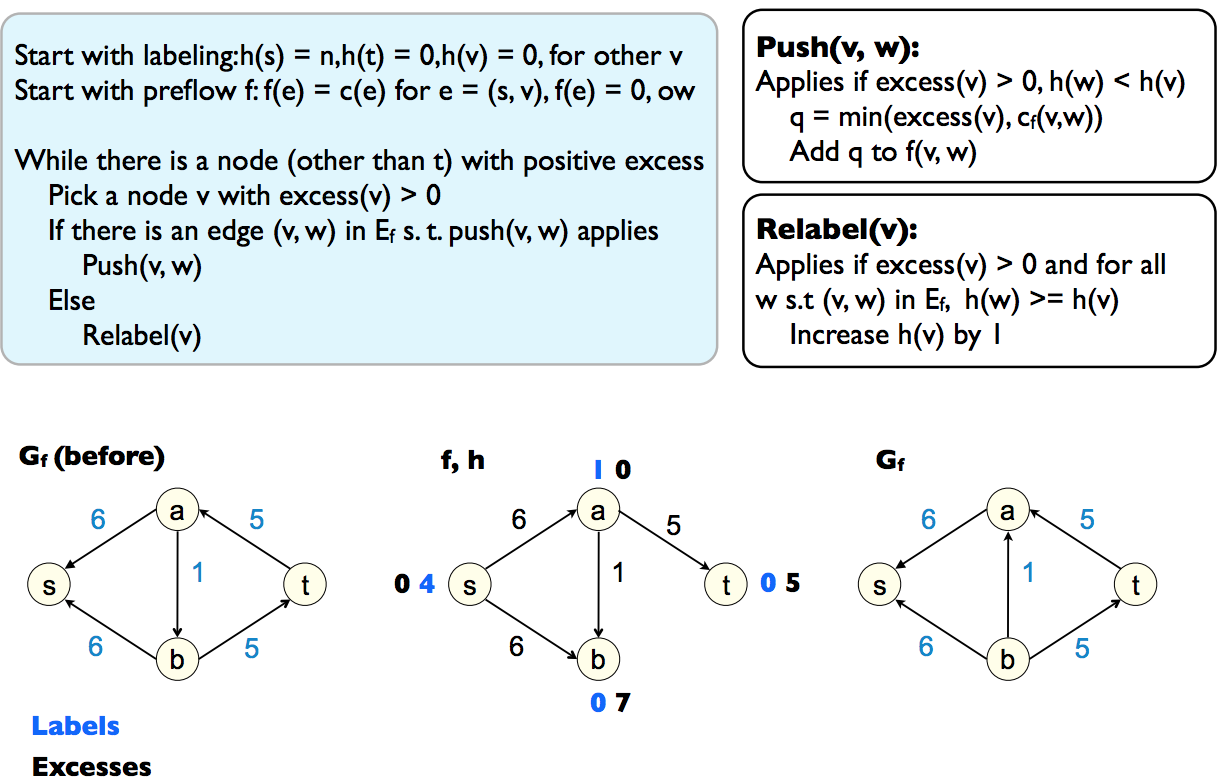 Start with labeling:h(s) = n,h(t) = 0,h(v) = 0, for other v
Start with preflow f: f(e) = c(e) for e = (s, v), f(e) = 0, ow
While there is a node (other than t) with positive excess
Pick a node v with excess(v) > 0
If there is an edge (v, w) in Ef s. t. push(v, w) applies
Push(v, w)
Else
Relabel(v)
Push(v, w):
Applies if excess(v) > 0, h(w) < h(v)
q = min(excess(v), cf(v,w))
Add q to f(v, w)
Relabel(v):
Applies if excess(v) > 0 and for all
w s.t (v, w) in Ef, h(w) >= h(v)
Increase h(v) by 1
Gf (before)
6
a
5
s
1
t
6
b
5
f, h
1 0
6
a
5
0 4
s
1
t
0 5
6
b
0 7
Gf
6
a
5
s
1
t
6
b
5
Labels
Excesses